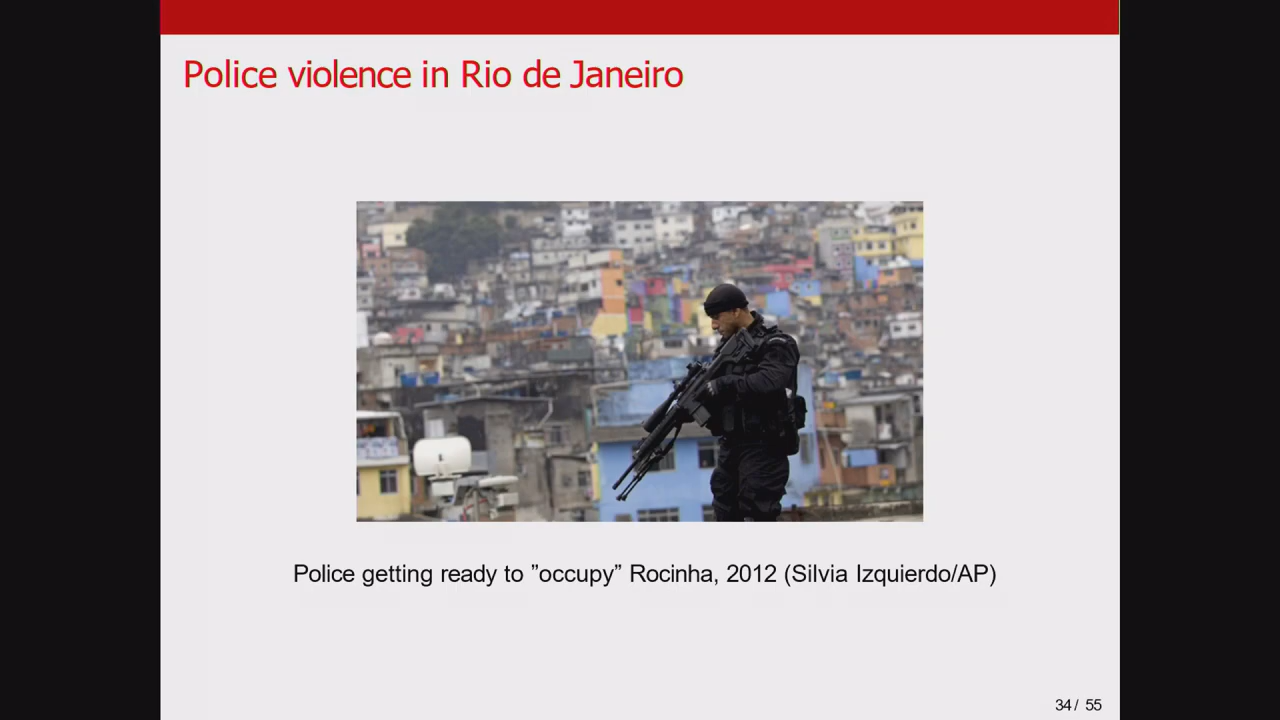 Police violence in Rio de Janeiro
Police getting ready to ”occupy” Rocinha, 2012 (Silvia Izquierdo/AP)
34 / 55